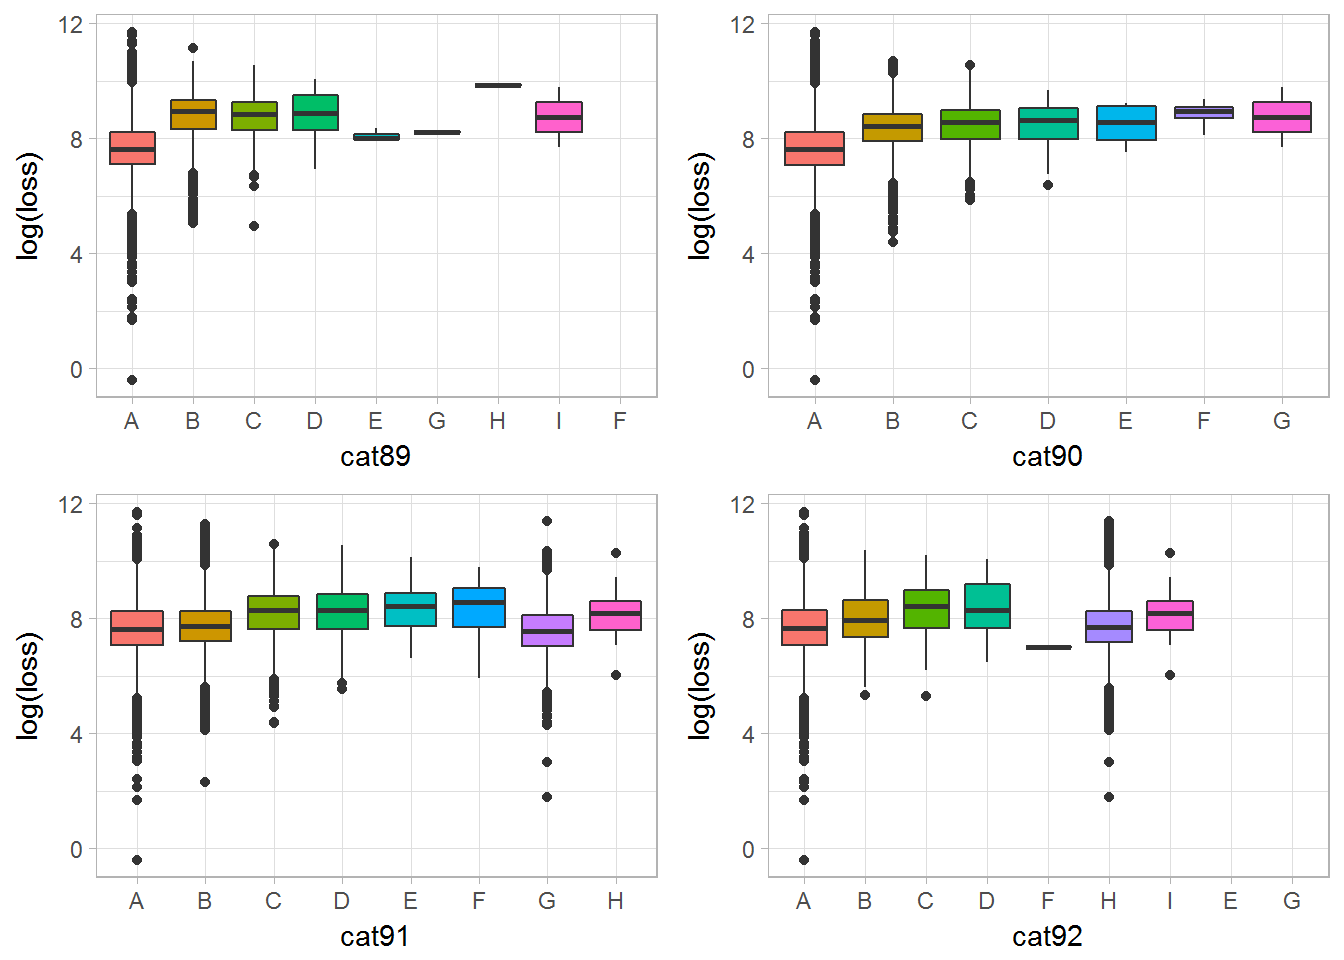 log(loss)
12
8
4
0
A B C D E G H I F
cat89
log(loss)
12
8
4
0
A B C D E F G
cat90
log(loss)
12
8
4
0
A B C D E F G H
cat91
log(loss)
12
8
4
0
A B C D F H I E G
cat92